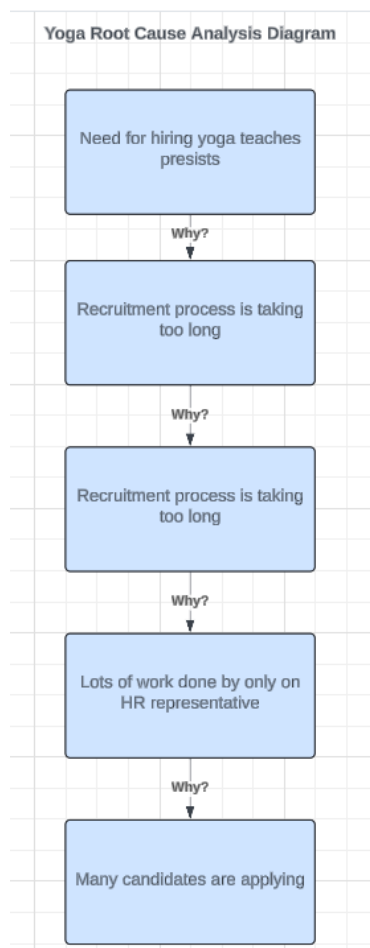 Yoga Root Cause Analysis Diagram
Need for hiring yoga teaches
presists
Why?
Recruitment process is taking
too long
Why?
Recruitment process is taking
too long
Why?
Lots of work done by only on
HR representative
Why?
Many candidates are applying